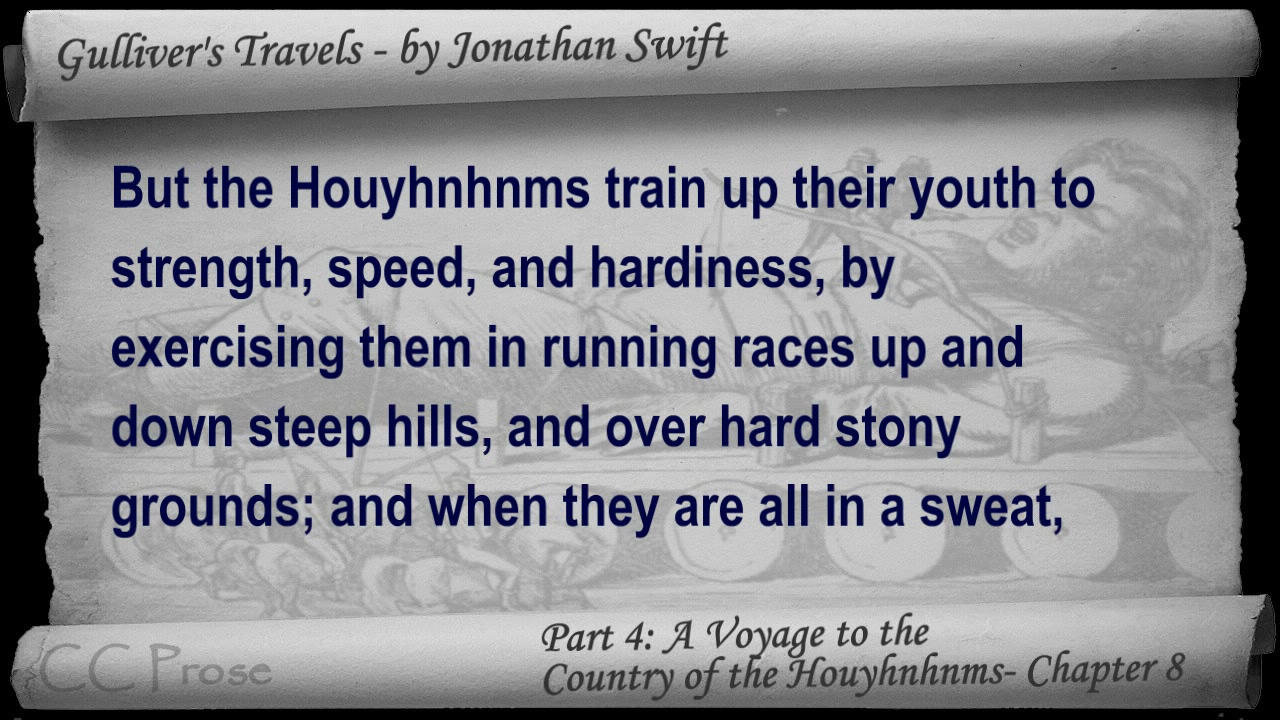 Gulliver's Travels - by Jonathan Swift
But the Houyhnhnms train up their youth to
strength, speed, and hardiness, by
exercising them in running races up and
down steep hills, and over hard stony
grounds; and when they are all in a sweat,
Part 4: A Voyage to the
Country of the Houyhnhnms- Chapter 8
CC Prose